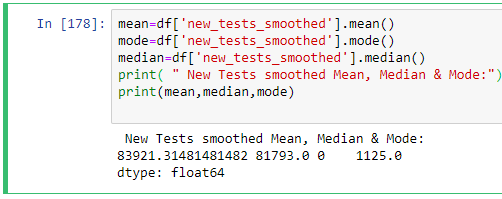 In [178]: mean=df['new_tests_smoothed'].mean()
mode=df['new_tests_smoothed'].mode()
median=df['new_tests_smoothed'].median()
print( " New Tests smoothed Mean, Median & Mode:")
print(mean,median,mode)
New Tests smoothed Mean, Median & Mode:
83921.31481481482 81793.0 0    1125.0
dtype: float64